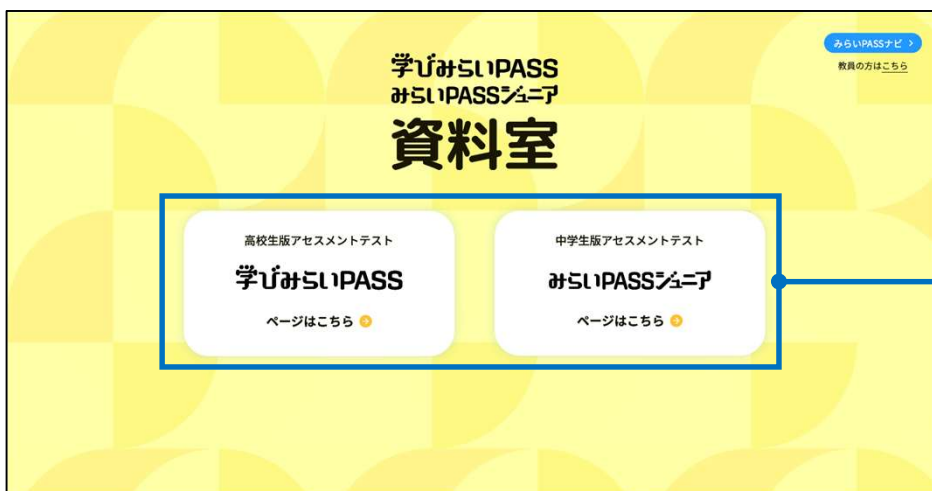 みらいPASSナビ >
教員の方はこちら
学びみらいPASS
みらいPASSジュニア
資料室
高校生版アセスメントテスト
学びみらいPASS
ページはこちら
中学生版アセスメントテスト
みらいPASSジュニア
ページはこちら